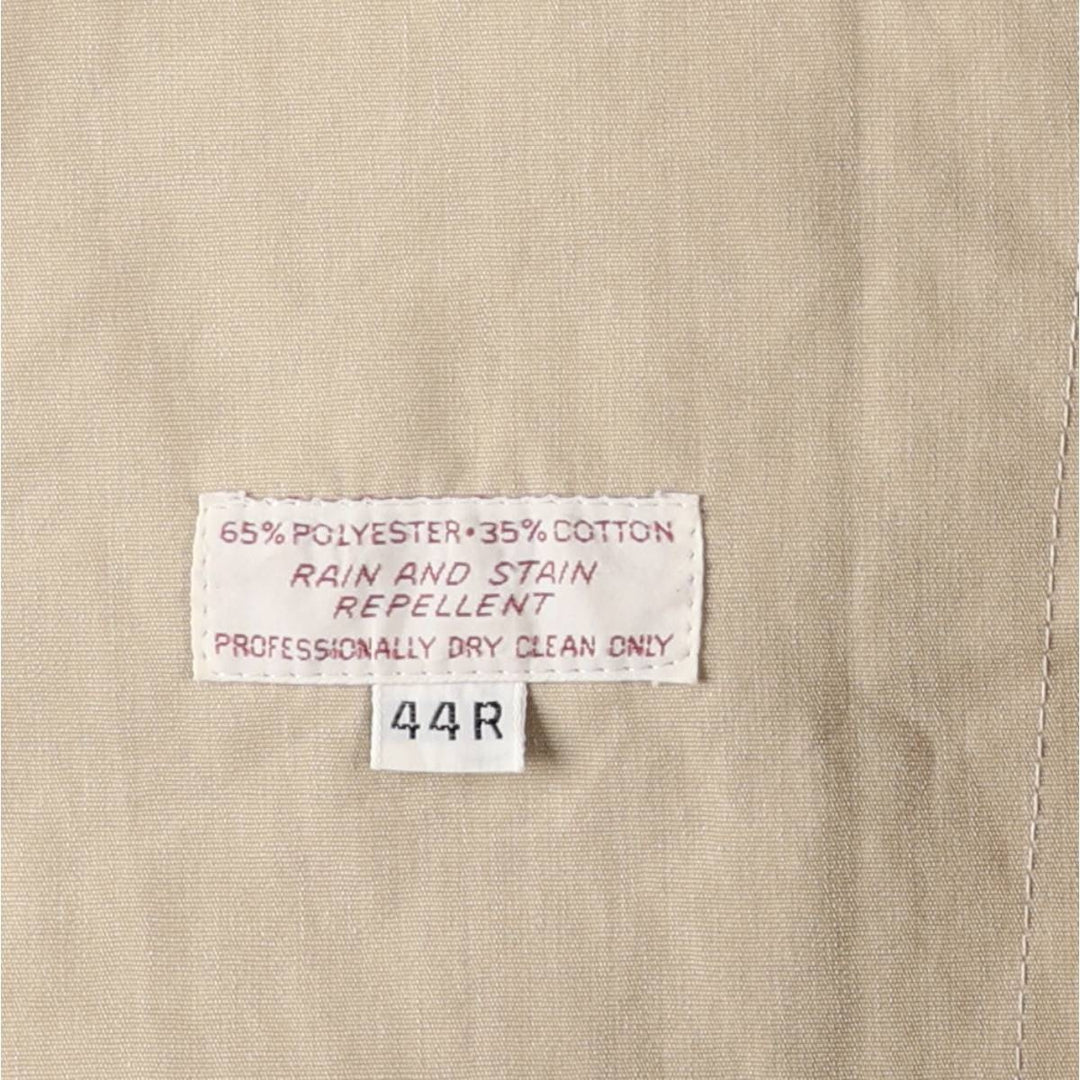 65% POLYESTER • 35% COTTON
RAIN AND STAIN
REPELLENT
PROFESSIONALLY DRY CLEAN ONLY
44R